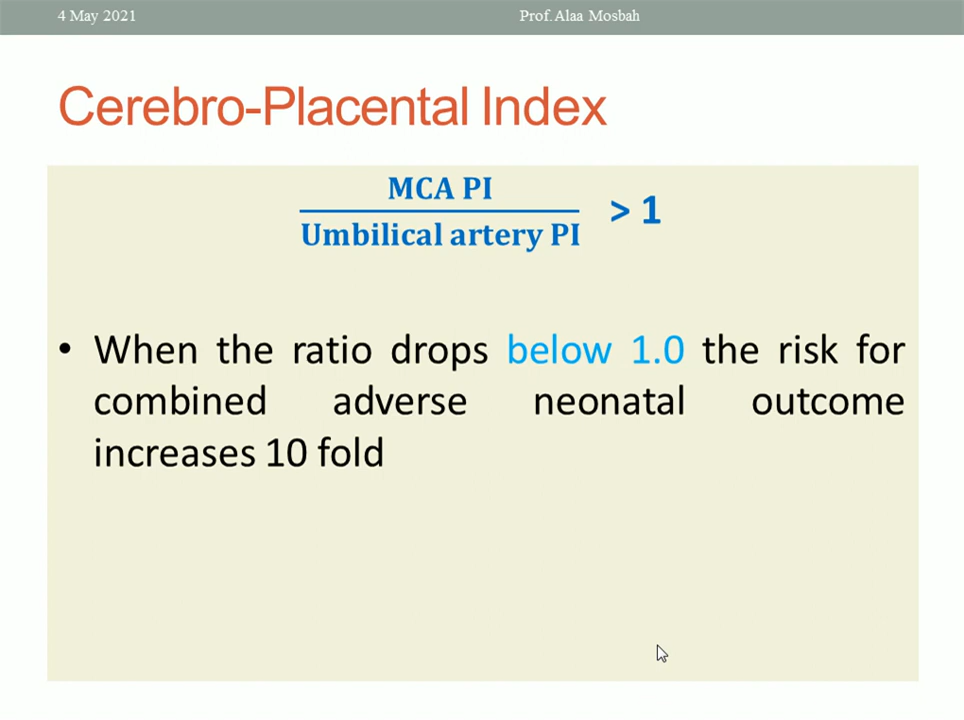 4 May 2021 Prof.Alaa Mosbah
Cerebro-Placental Index
MCA PI
Umbilical artery PI
> 1
• When the ratio drops below 1.0 the risk for
combined adverse neonatal outcome
increases 10 fold